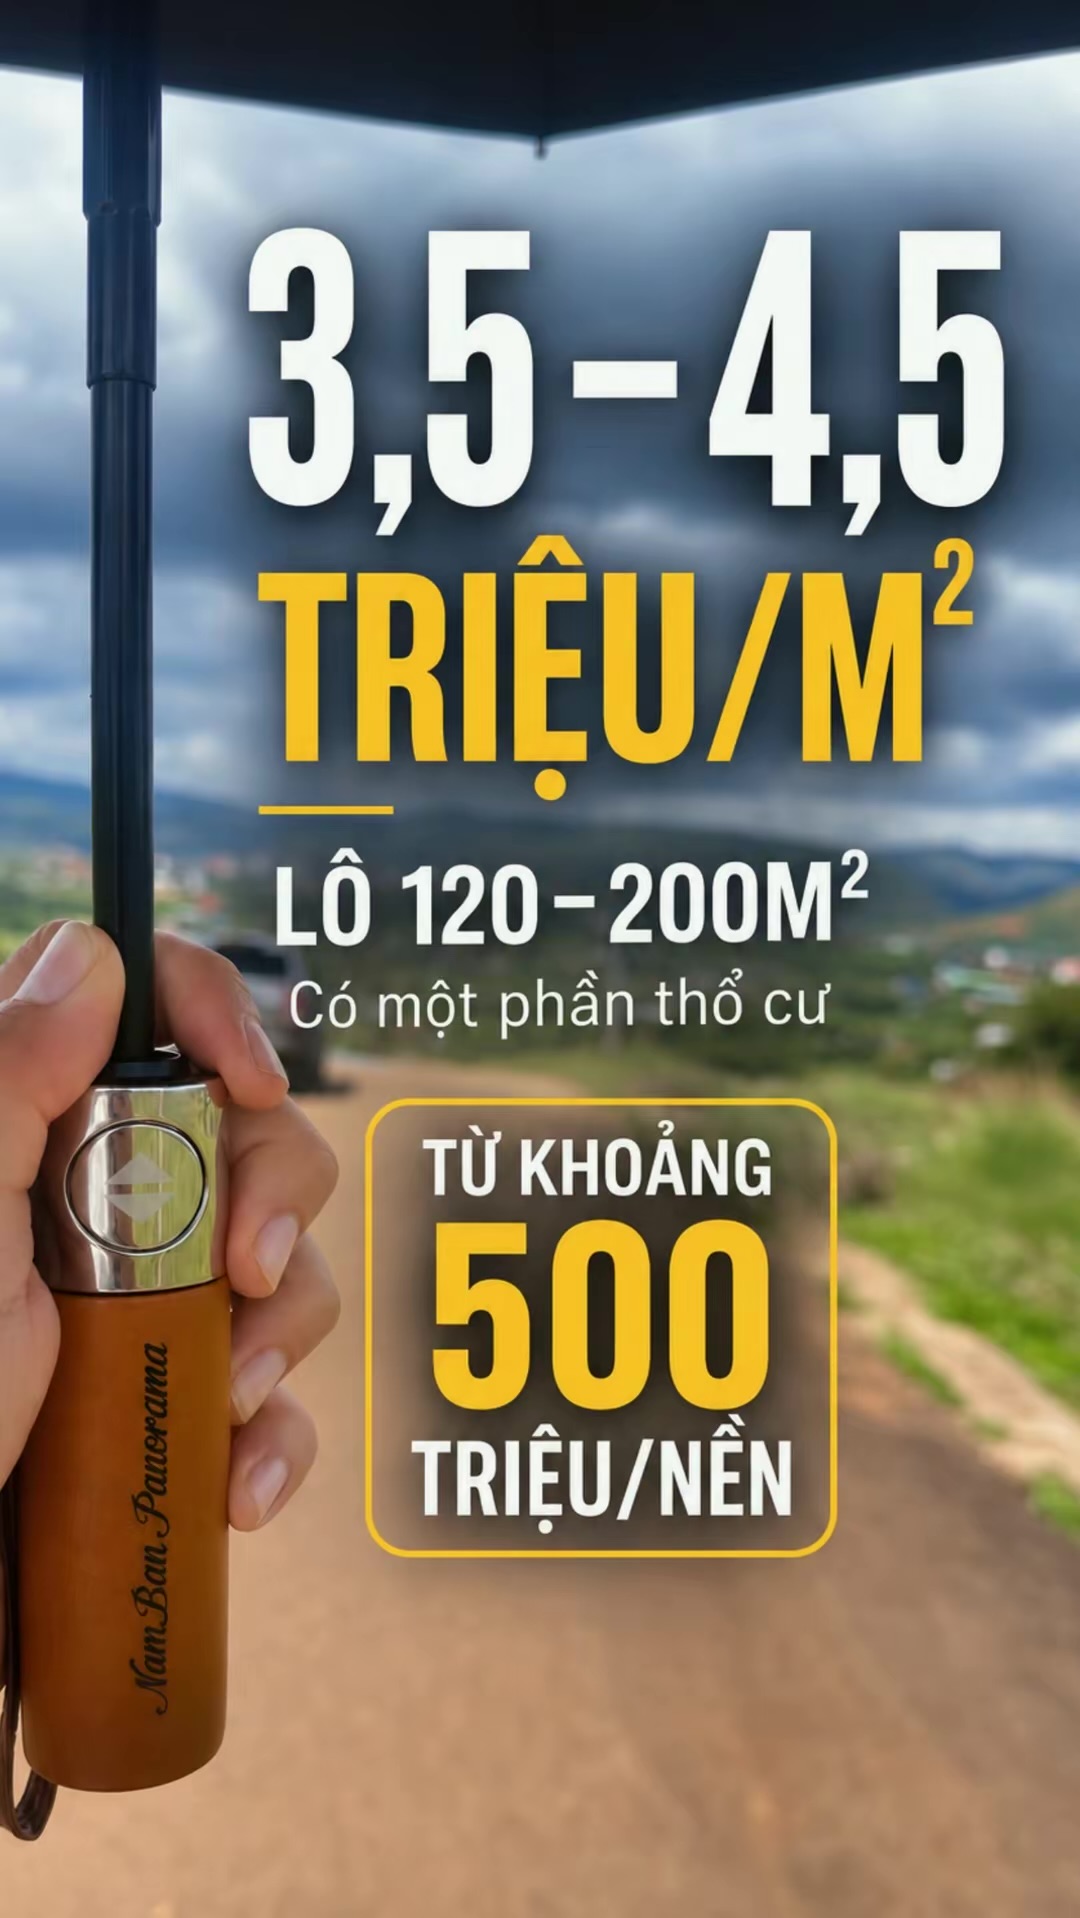 3,5–4,5
TRIỆU/M²
LÔ 120–200M²
Có một phần thổ cư
TỪ KHOẢNG
500
TRIỆU/NỀN
NamBan Panorama